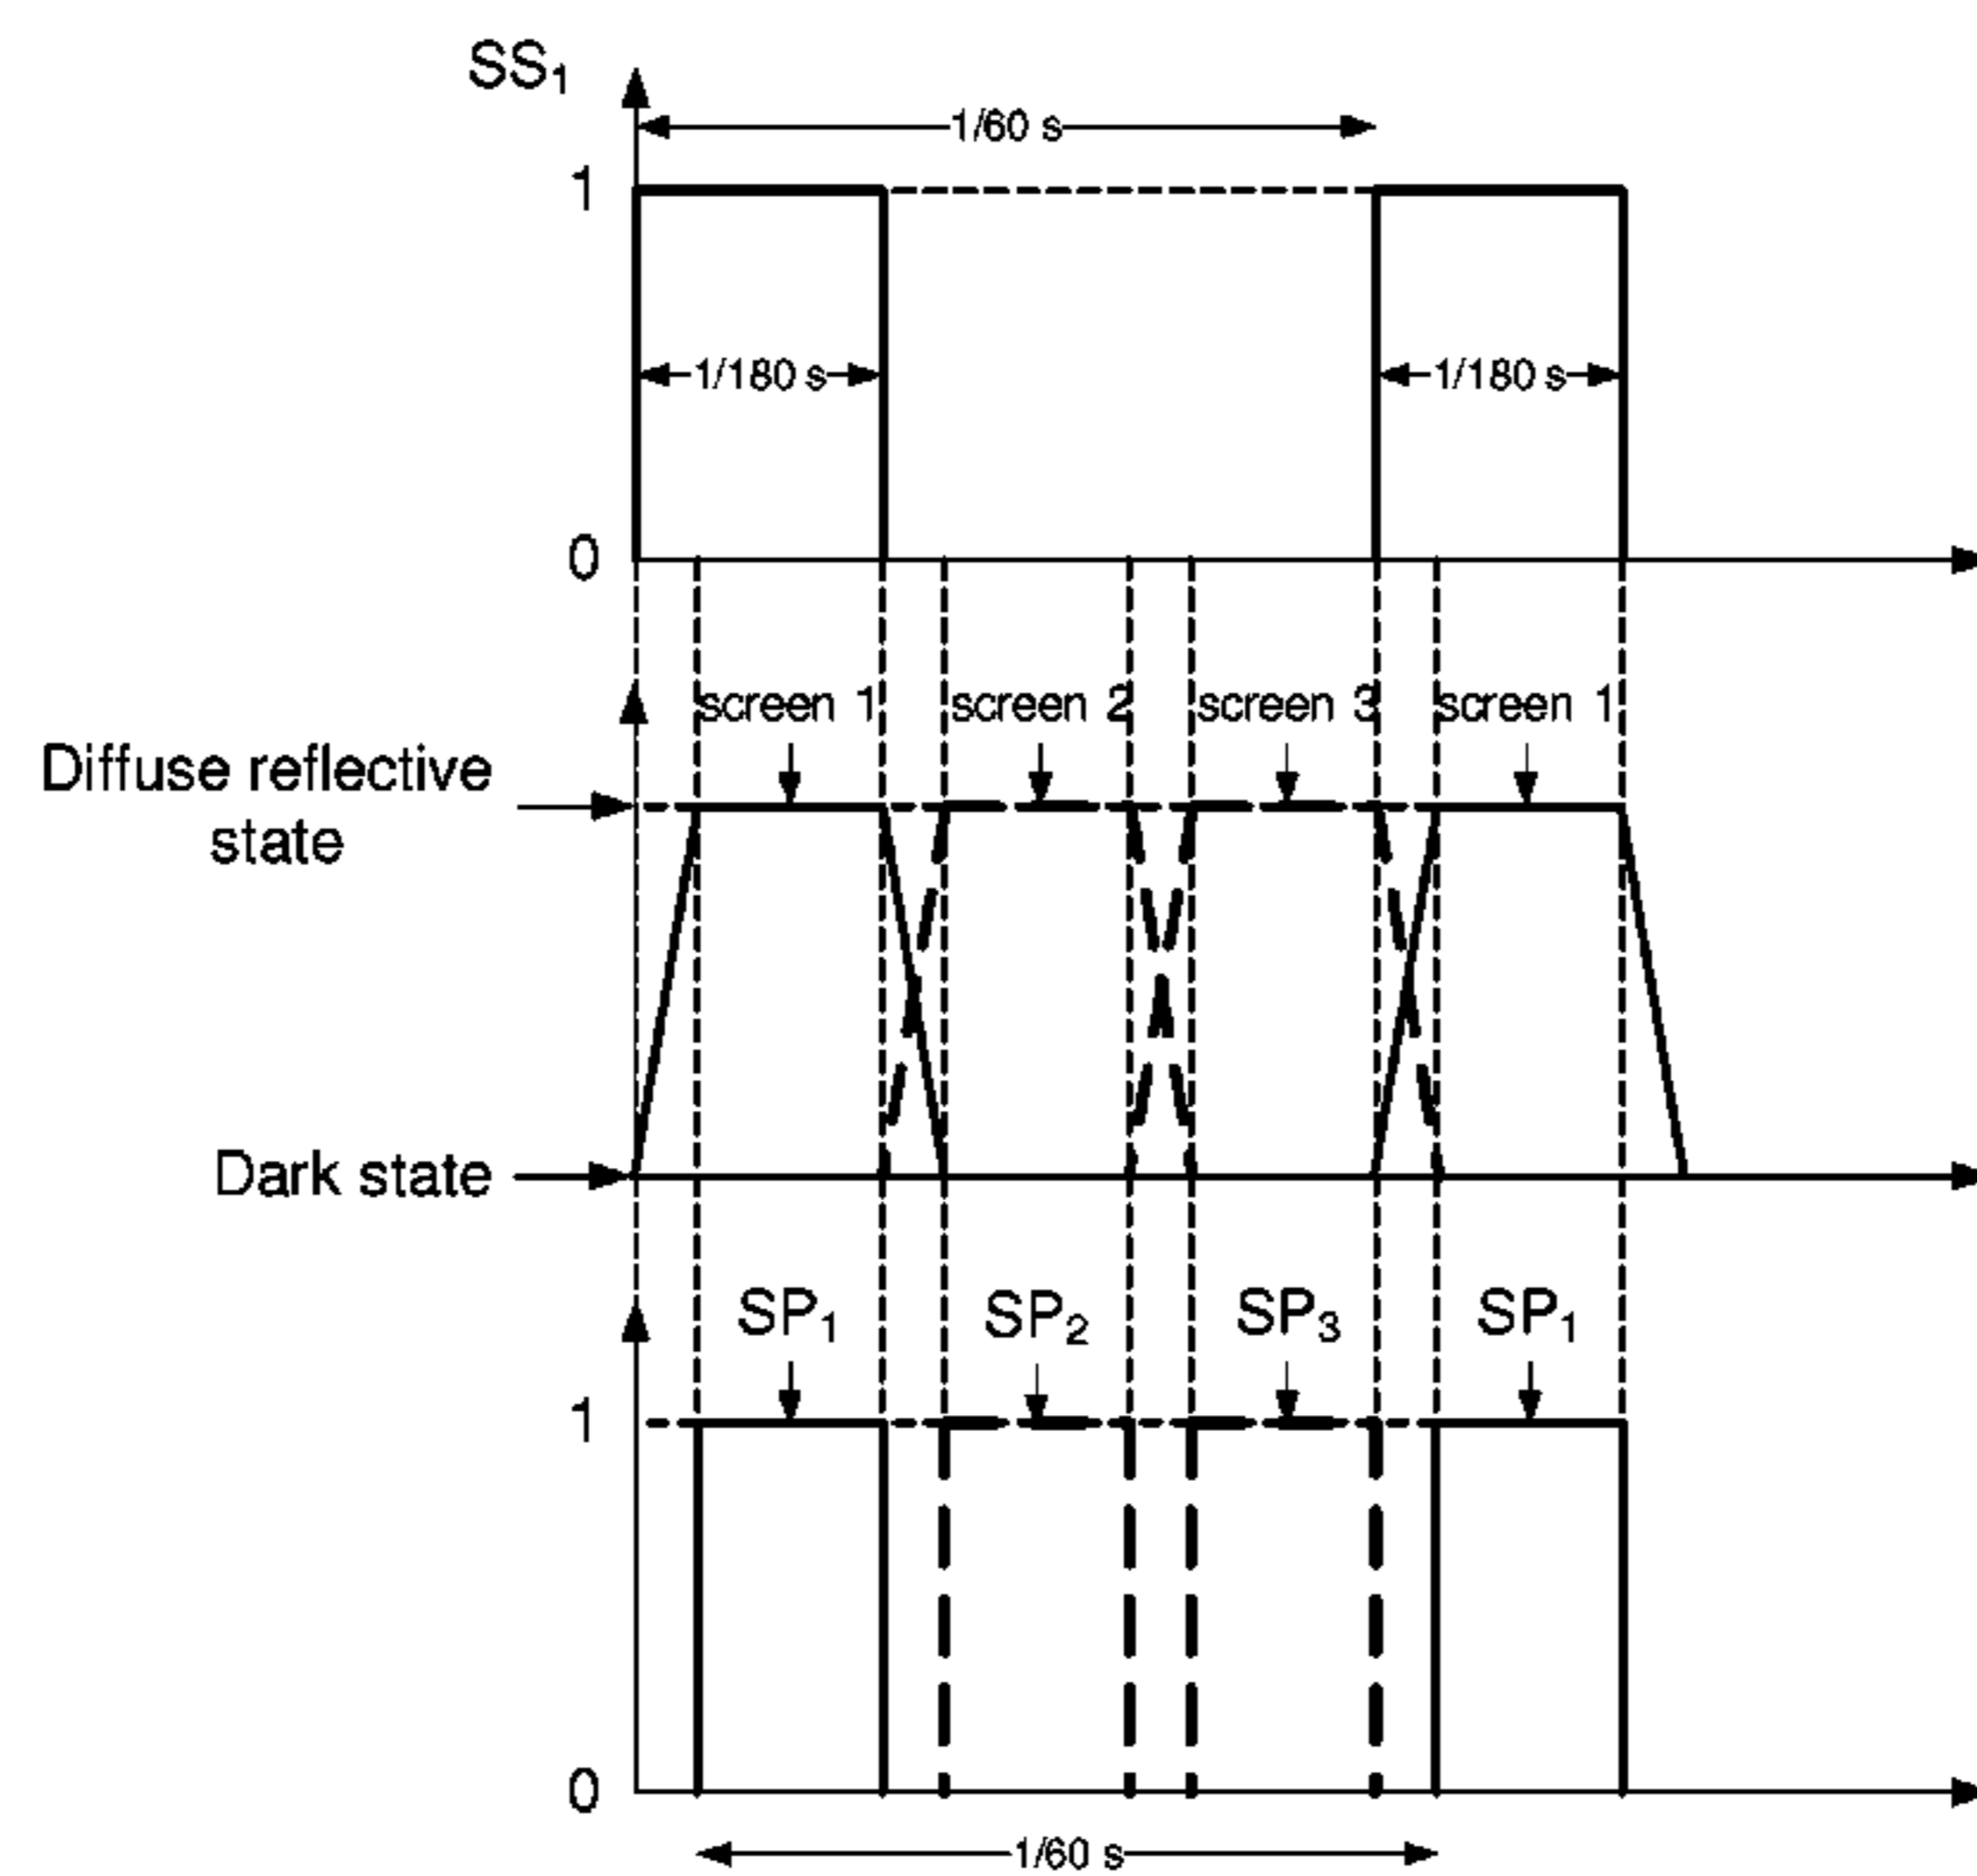 SS₁
1/60 s
1
1/180 s
1/180 s
0
screen 1
screen 2
screen 3
screen 1
Diffuse reflective
state
Dark state
SP₁
SP₂
SP₃
SP₁
1
0
1/60 s